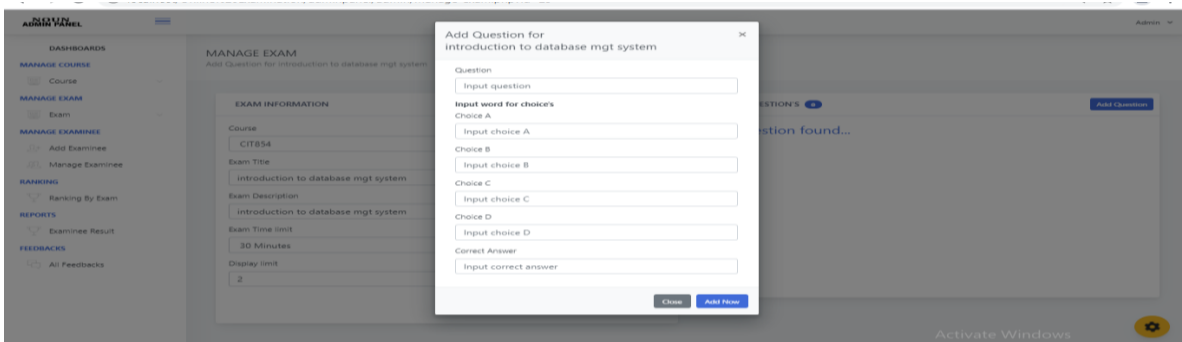 NOUN
ADMIN PANEL
Admin
DASHBOARDS
MANAGE COURSE
Course
MANAGE EXAM
Exam
MANAGE EXAMINEE
Add Examinee
Manage Examinee
RANKING
Ranking By Exam
REPORTS
Examinee Result
FEEDBACKS
All Feedbacks
MANAGE EXAM
Add Question for introduction to database mgt system
EXAM INFORMATION
Course
CIT854
Exam Title
introduction to database mgt system
Exam Description
introduction to database mgt system
Exam Time limit
30 Minutes
Display limit
2
Add Question for
introduction to database mgt system
×
Question
Input question
Input word for choice's
Choice A
Input choice A
Choice B
Input choice B
Choice C
Input choice C
Choice D
Input choice D
Correct Answer
Input correct answer
Close
Add Now
ESTION'S
Add Question
stion found...
Activate Windows